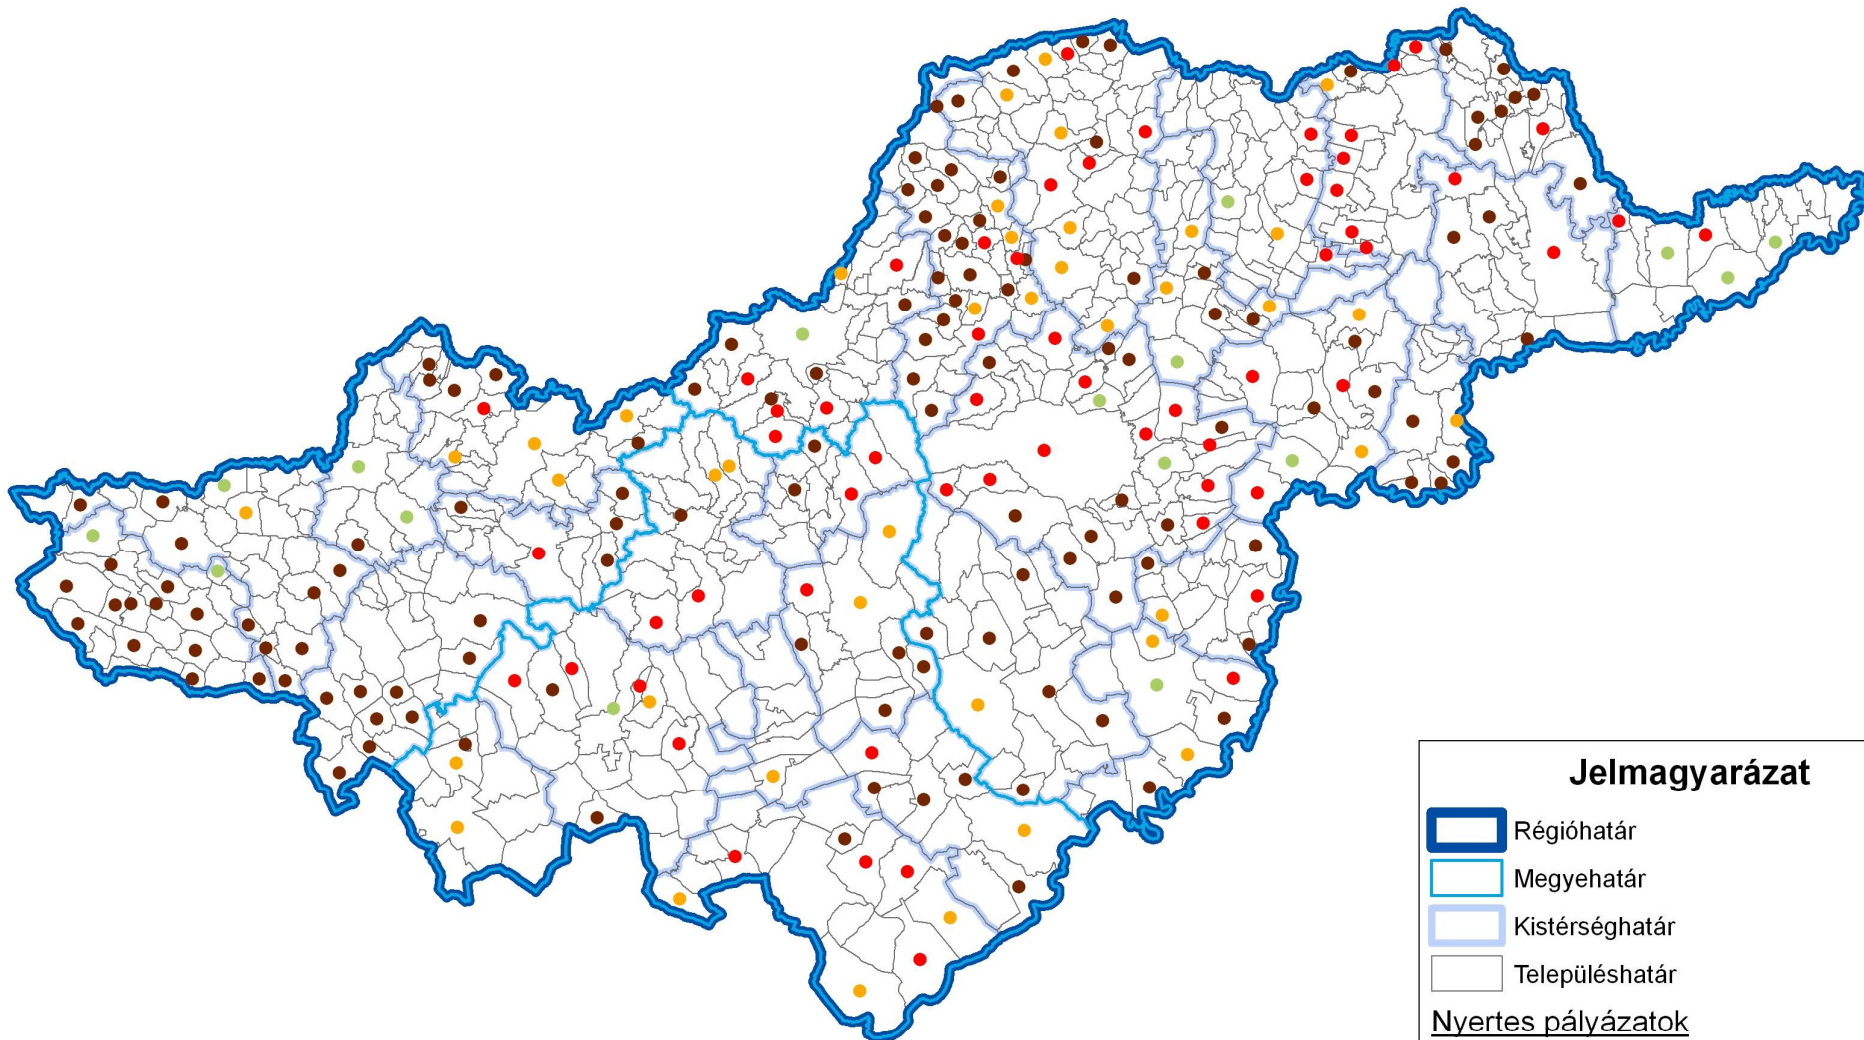 Jelmagyarázat
Régióhatár
Megyehatár
Kistérséghatár
Településhatár
Nyertes pályázatok